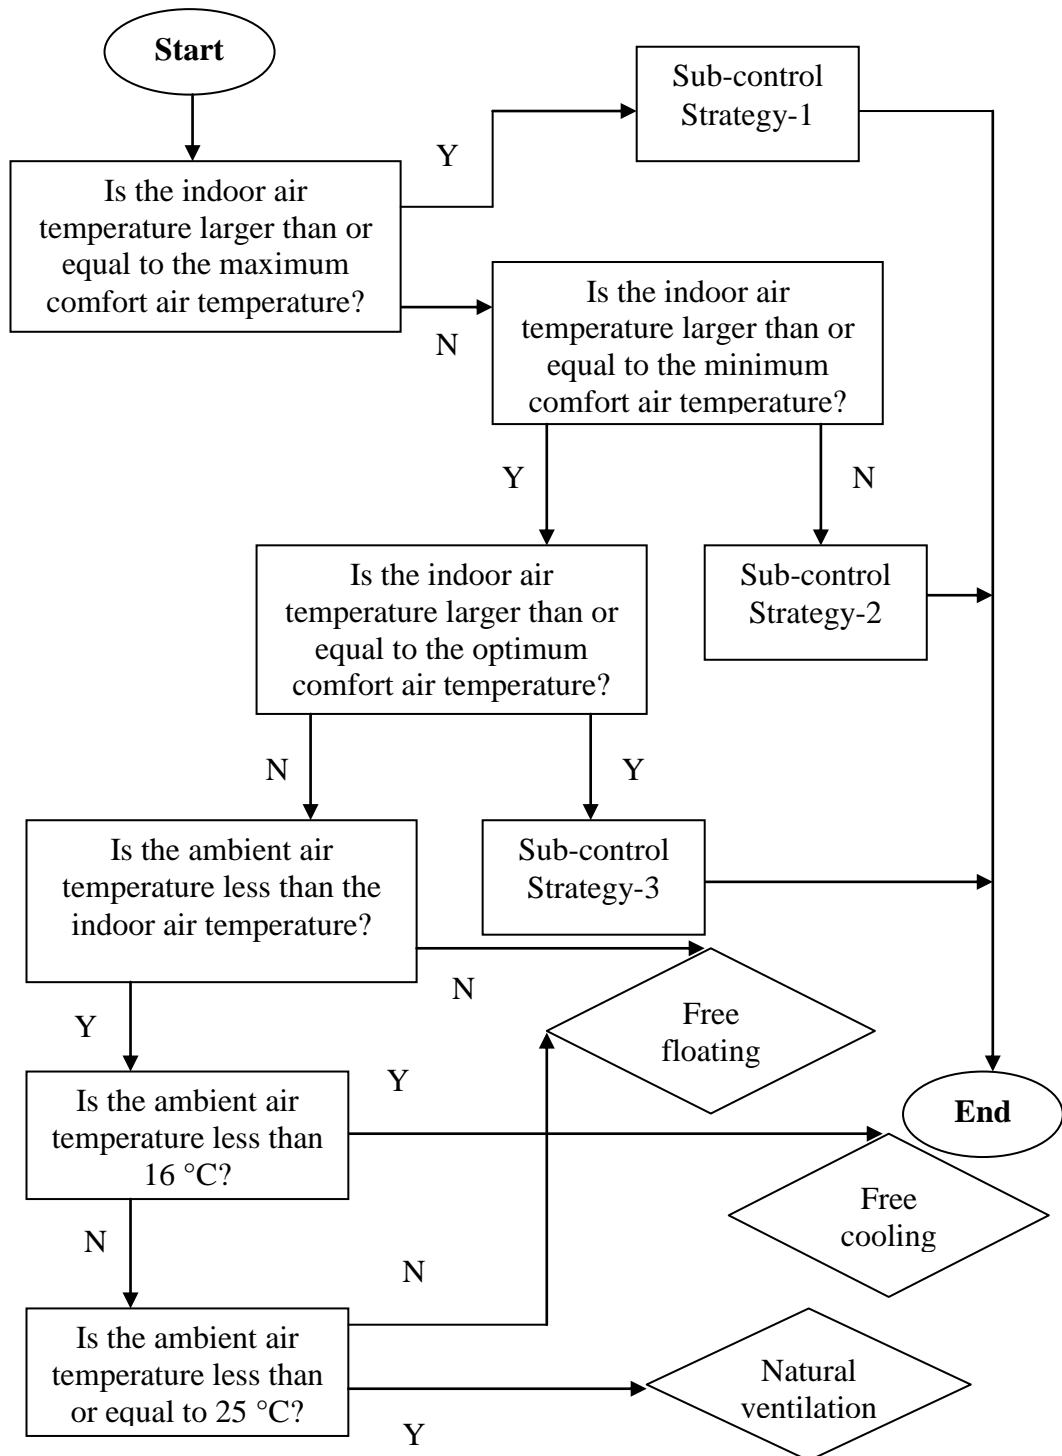 Start
Sub-control
Strategy-1
Y
Is the indoor air
temperature larger than or
equal to the maximum
comfort air temperature?
N
Is the indoor air
temperature larger than or
equal to the minimum
comfort air temperature?
Y
N
Is the indoor air
temperature larger than or
equal to the optimum
comfort air temperature?
Sub-control
Strategy-2
N
Y
Is the ambient air
temperature less than the
indoor air temperature?
Sub-control
Strategy-3
N
Y
Free
floating
Y
Is the ambient air
temperature less than
16 °C?
End
Free
cooling
N
N
Is the ambient air
temperature less than
or equal to 25 °C?
Natural
ventilation
Y